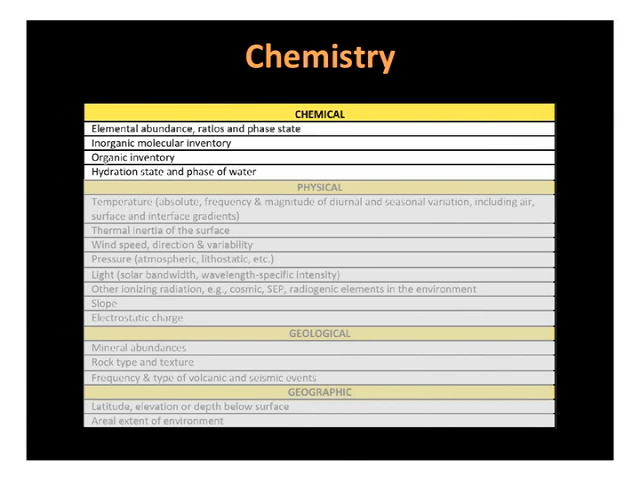 Chemistry
CHEMICAL
Elemental abundance, ratios and phase state
Inorganic molecular inventory
Organic inventory
Hydration state and phase of water
PHYSICAL
Temperature (absolute, frequency & magnitude of diurnal and seasonal variation, including air,
surface and interface gradients)
Thermal inertia of the surface
Wind speed, direction & variability
Pressure (atmospheric, lithostatic, etc.)
Light (solar bandwidth, wavelength-specific intensity)
Other ionizing radiation, e.g., cosmic, SEP, radiogenic elements in the environment
Slope
Electrostatic charge
GEOLOGICAL
Mineral abundances
Rock type and texture
Frequency & type of volcanic and seismic events
GEOGRAPHIC
Latitude, elevation or depth below surface
Areal extent of environment